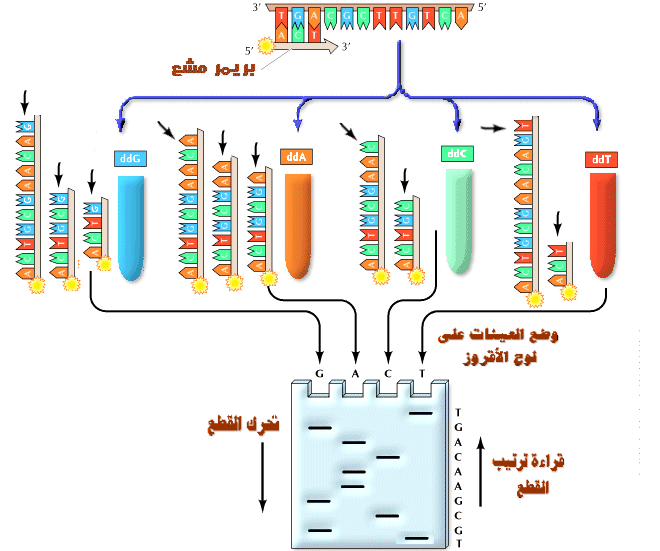 3′ T G A C G C T T G T C A 5′
A C T
5′ 3′
بريمر مشع
ddG ddA ddC ddT
وضع العينات على
لوح الأقروز
G A C T
تحرك القطع
قراءة ترتيب
القطع
T
G
A
C
A
A
G
C
G
T